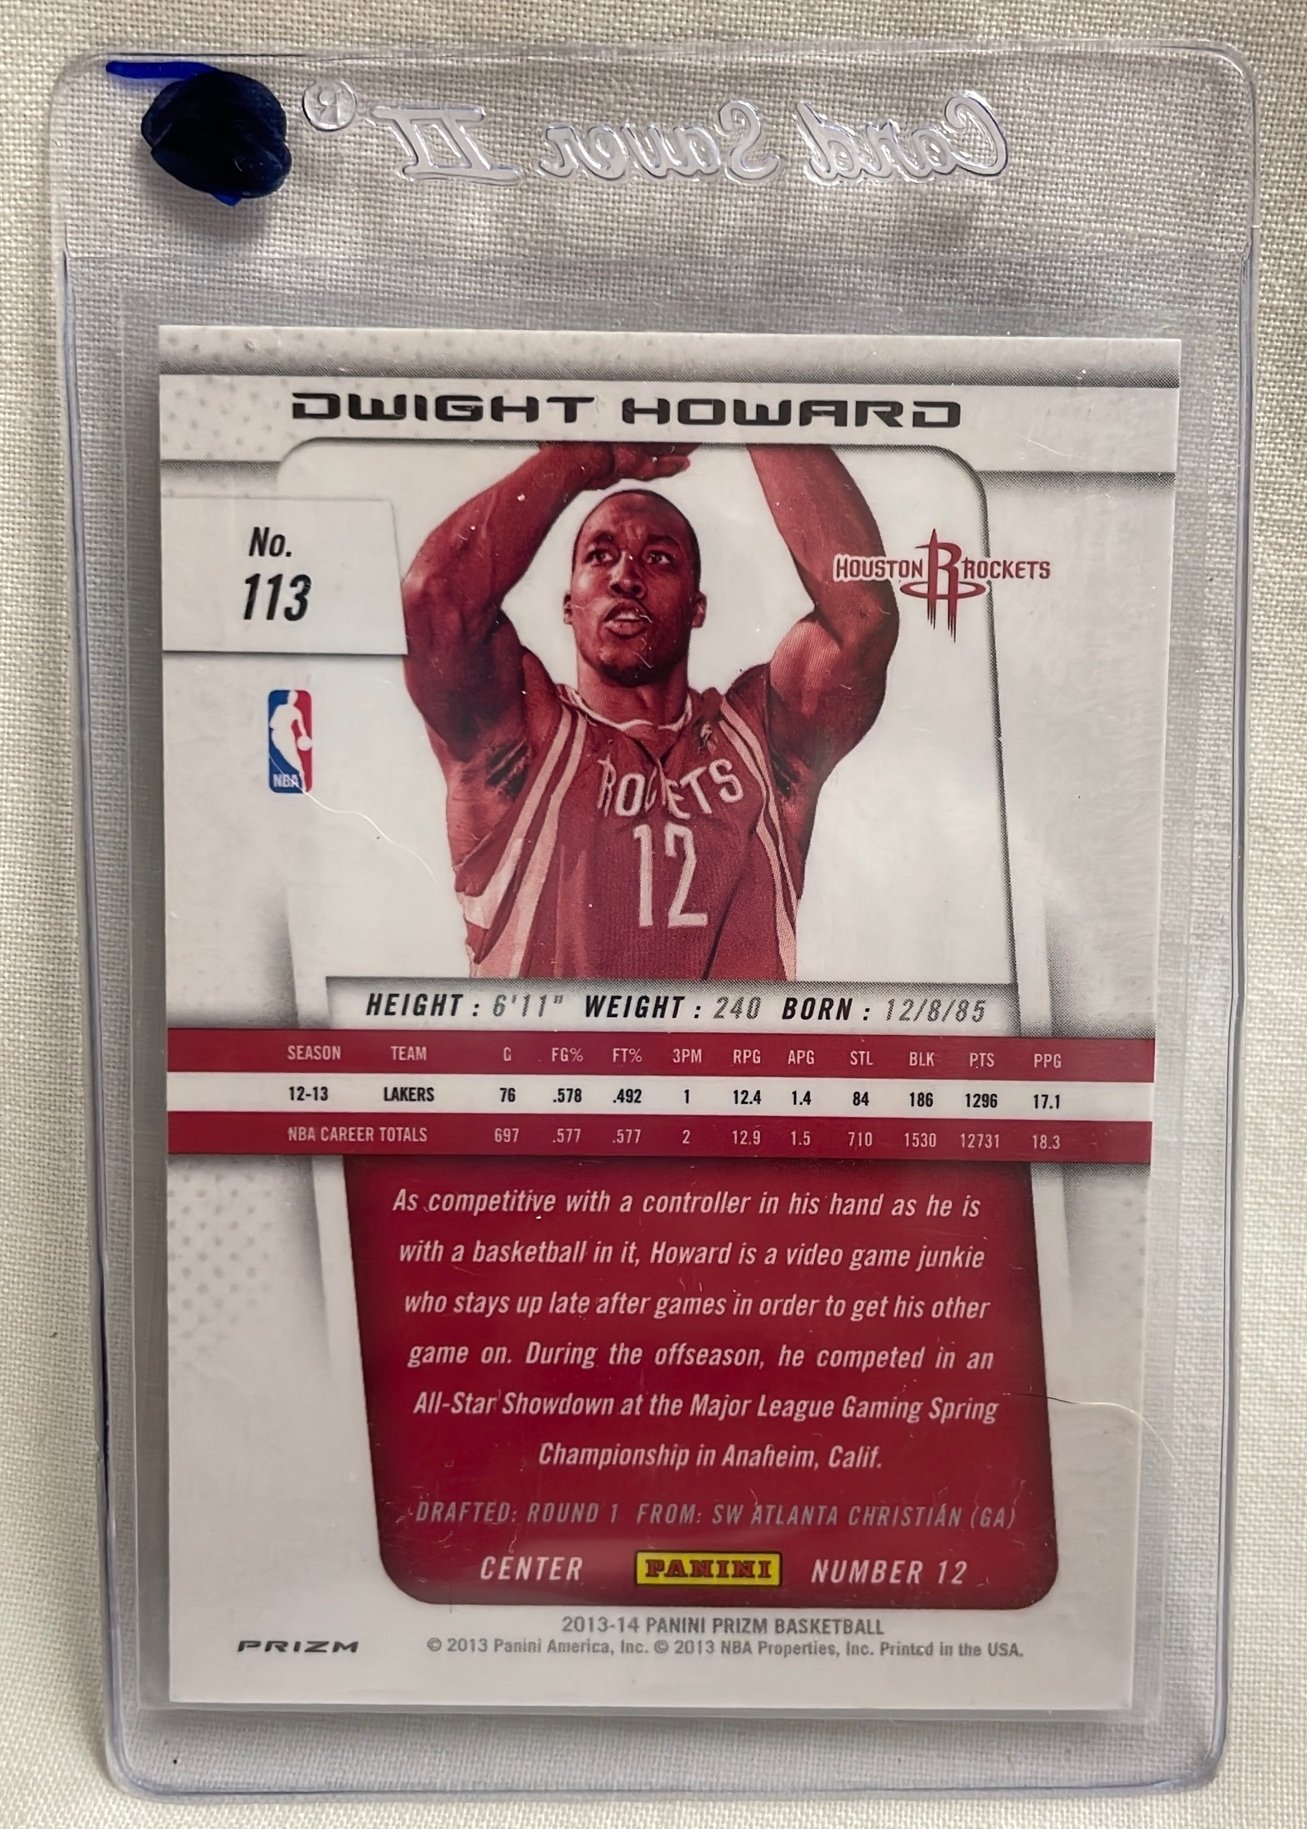 Card Saver II ®
DWIGHT HOWARD
No.
113
HOUSTON ROCKETS
NBA
ROCKETS
12
HEIGHT : 6'11" WEIGHT : 240 BORN : 12/8/85
SEASON TEAM G FG% FT% 3PM RPG APG STL BLK PTS PPG
12-13 LAKERS 76 .578 .492 1 12.4 1.4 84 186 1296 17.1
NBA CAREER TOTALS 697 .577 .577 2 12.9 1.5 710 1530 12731 18.3
As competitive with a controller in his hand as he is
with a basketball in it, Howard is a video game junkie
who stays up late after games in order to get his other
game on. During the offseason, he competed in an
All-Star Showdown at the Major League Gaming Spring
Championship in Anaheim, Calif.
DRAFTED: ROUND 1 FROM: SW ATLANTA CHRISTIAN (GA)
CENTER PANINI NUMBER 12
2013-14 PANINI PRIZM BASKETBALL
PRIZM © 2013 Panini America, Inc. © 2013 NBA Properties, Inc. Printed in the USA.